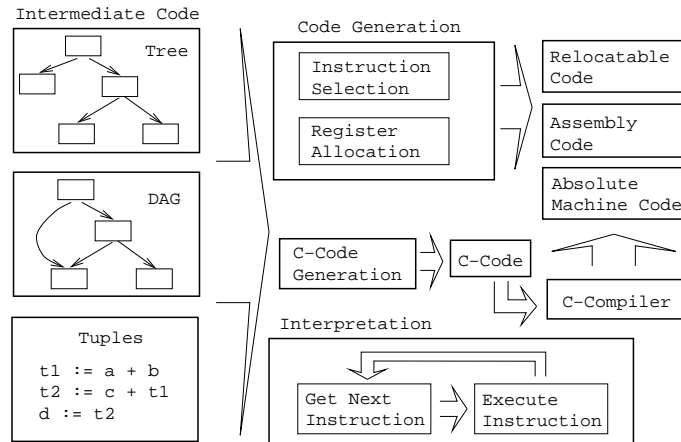 Intermediate Code
Tree
DAG
Tuples
t1 := a + b
t2 := c + t1
d := t2
Code Generation
Instruction
Selection
Register
Allocation
Relocatable
Code
Assembly
Code
Absolute
Machine Code
C-Code
Generation
C-Code
C-Compiler
Interpretation
Get Next
Instruction
Execute
Instruction